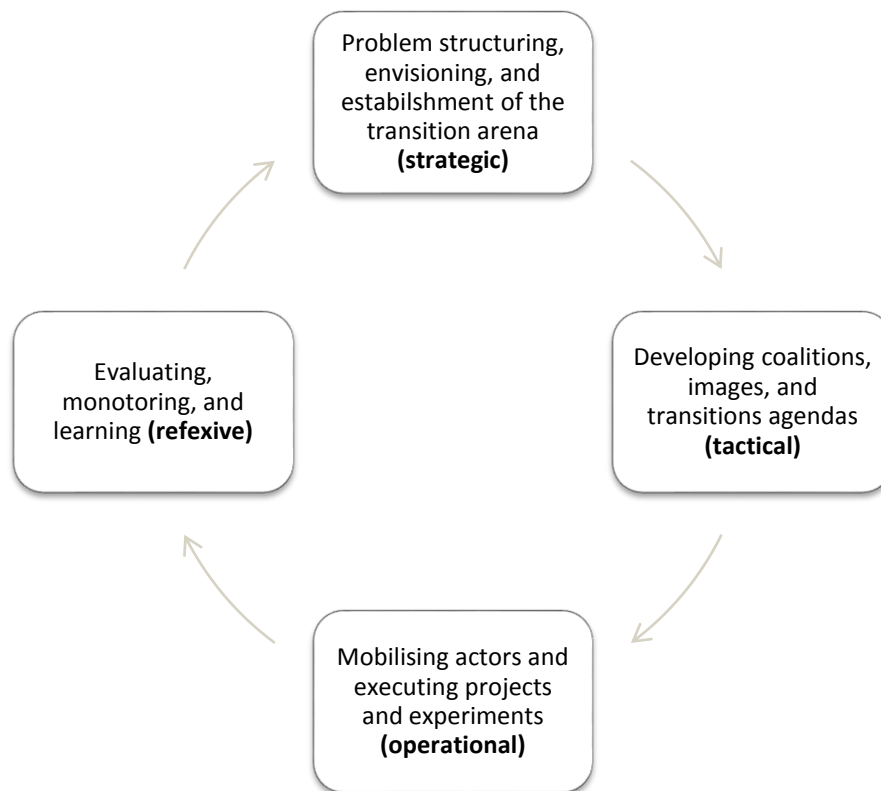 Problem structuring,
envisioning, and
estabilshment of the
transition arena
(strategic)
Developing coalitions,
images, and
transitions agendas
(tactical)
Mobilising actors and
executing projects
and experiments
(operational)
Evaluating,
monotoring, and
learning (refexive)